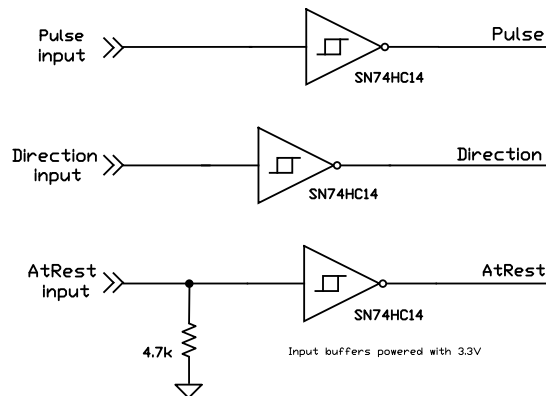 Pulse
input
Pulse
SN74HC14
Direction
input
Direction
SN74HC14
AtRest
input
AtRest
SN74HC14
4.7k
Input buffers powered with 3.3V